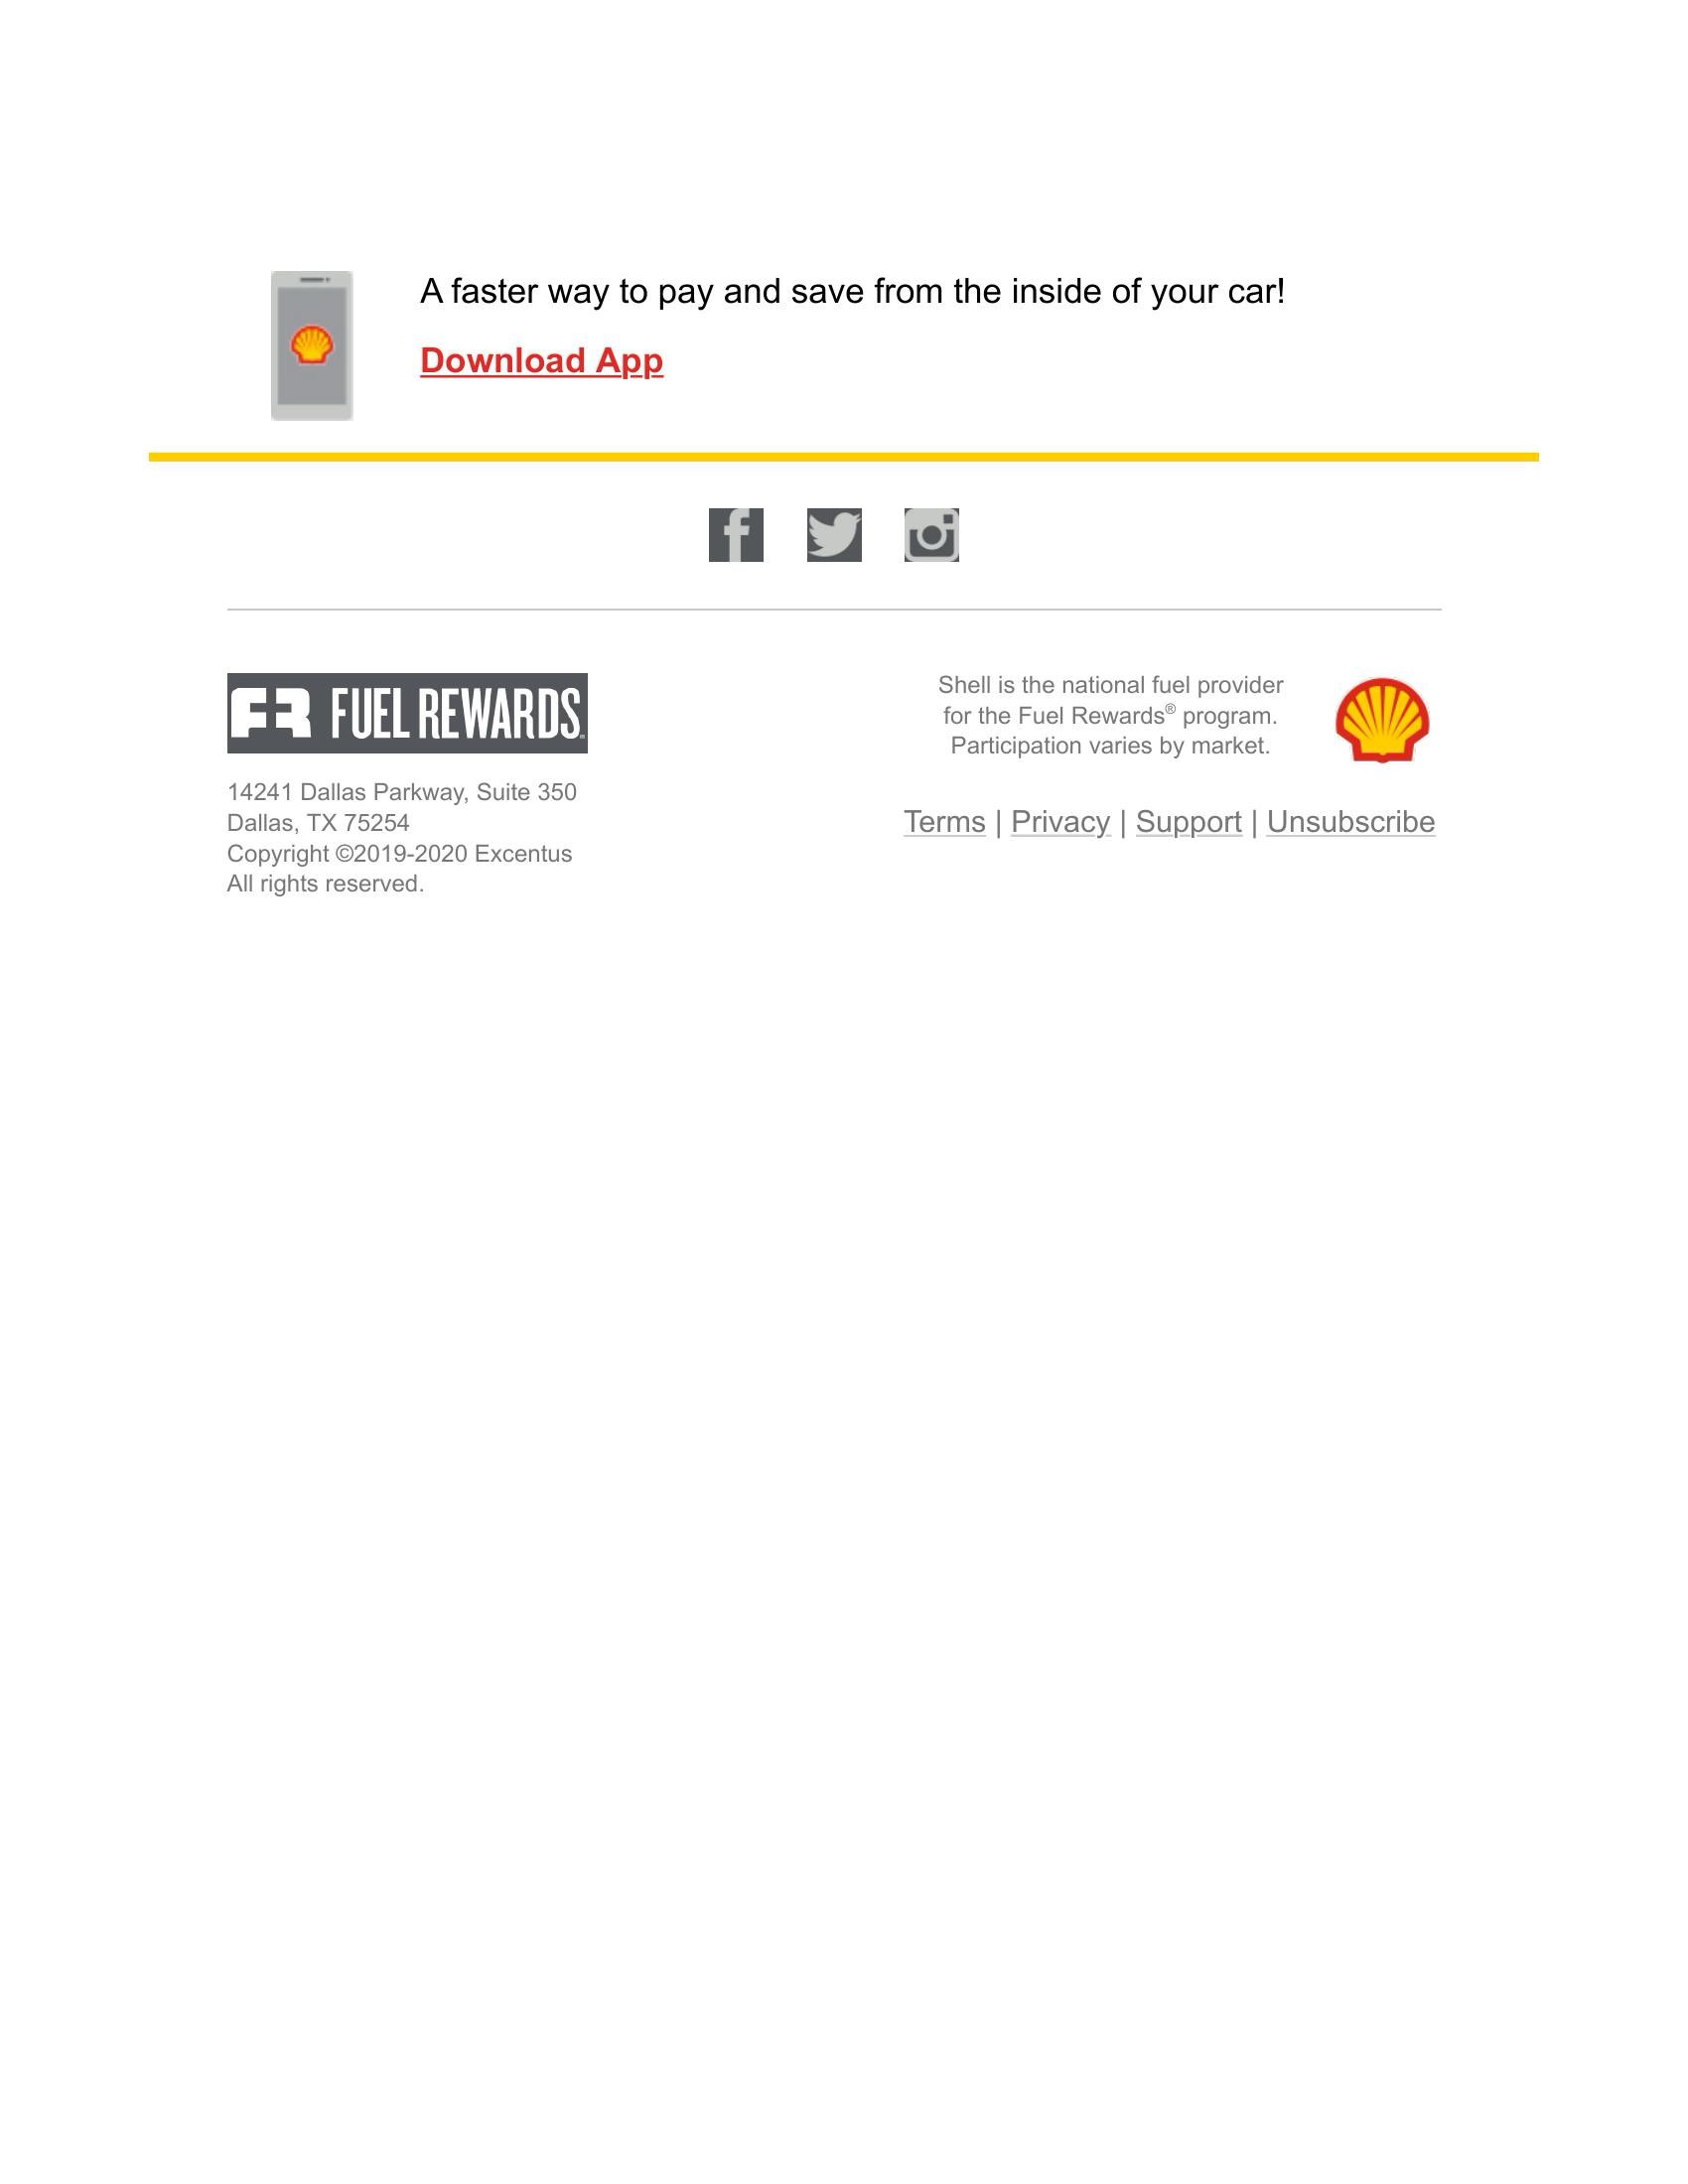 A faster way to pay and save from the inside of your car!
Download App
FR FUEL REWARDS
14241 Dallas Parkway, Suite 350
Dallas, TX 75254
Copyright ©2019-2020 Excentus
All rights reserved.
Shell is the national fuel provider
for the Fuel Rewards® program.
Participation varies by market.
Terms | Privacy | Support | Unsubscribe